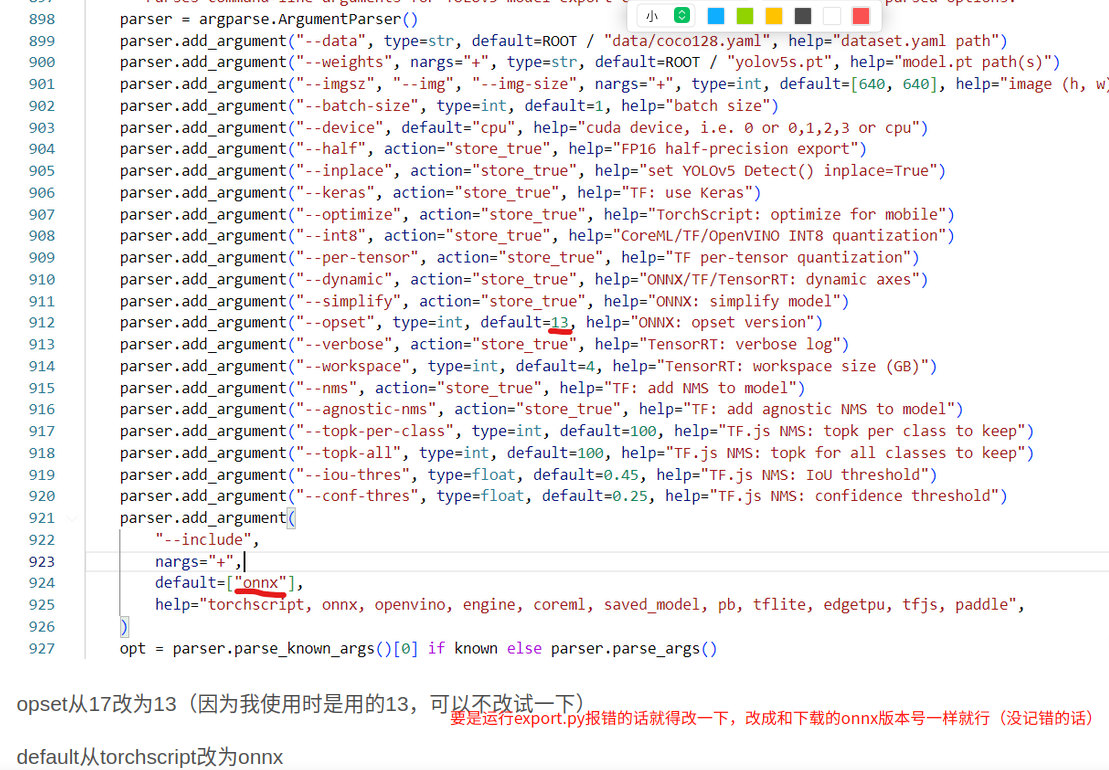 小
898 parser = argparse.ArgumentParser()
899 parser.add_argument("--data", type=str, default=ROOT / "data/coco128.yaml", help="dataset.yaml path")
900 parser.add_argument("--weights", nargs="+", type=str, default=ROOT / "yolov5s.pt", help="model.pt path(s)")
901 parser.add_argument("--imgsz", "--img", "--img-size", nargs="+", type=int, default=[640, 640], help="image (h, w)
902 parser.add_argument("--batch-size", type=int, default=1, help="batch size")
903 parser.add_argument("--device", default="cpu", help="cuda device, i.e. 0 or 0,1,2,3 or cpu")
904 parser.add_argument("--half", action="store_true", help="FP16 half-precision export")
905 parser.add_argument("--inplace", action="store_true", help="set YOLOv5 Detect() inplace=True")
906 parser.add_argument("--keras", action="store_true", help="TF: use Keras")
907 parser.add_argument("--optimize", action="store_true", help="TorchScript: optimize for mobile")
908 parser.add_argument("--int8", action="store_true", help="CoreML/TF/OpenVINO INT8 quantization")
909 parser.add_argument("--per-tensor", action="store_true", help="TF per-tensor quantization")
910 parser.add_argument("--dynamic", action="store_true", help="ONNX/TF/TensorRT: dynamic axes")
911 parser.add_argument("--simplify", action="store_true", help="ONNX: simplify model")
912 parser.add_argument("--opset", type=int, default=13, help="ONNX: opset version")
913 parser.add_argument("--verbose", action="store_true", help="TensorRT: verbose log")
914 parser.add_argument("--workspace", type=int, default=4, help="TensorRT: workspace size (GB)")
915 parser.add_argument("--nms", action="store_true", help="TF: add NMS to model")
916 parser.add_argument("--agnostic-nms", action="store_true", help="TF: add agnostic NMS to model")
917 parser.add_argument("--topk-per-class", type=int, default=100, help="TF.js NMS: topk per class to keep")
918 parser.add_argument("--topk-all", type=int, default=100, help="TF.js NMS: topk for all classes to keep")
919 parser.add_argument("--iou-thres", type=float, default=0.45, help="TF.js NMS: IoU threshold")
920 parser.add_argument("--conf-thres", type=float, default=0.25, help="TF.js NMS: confidence threshold")
921 parser.add_argument(
922 "--include",
923 nargs="+",
924 default=["onnx"],
925 help="torchscript, onnx, openvino, engine, coreml, saved_model, pb, tflite, edgetpu, tfjs, paddle",
926 )
927 opt = parser.parse_known_args()[0] if known else parser.parse_args()
opset从17改为13（因为我使用时是用的13，可以不改试一下）
要是运行export.py报错的话就得改一下，改成和下载的onnx版本号一样就行（没记错的话）
default从torchscript改为onnx